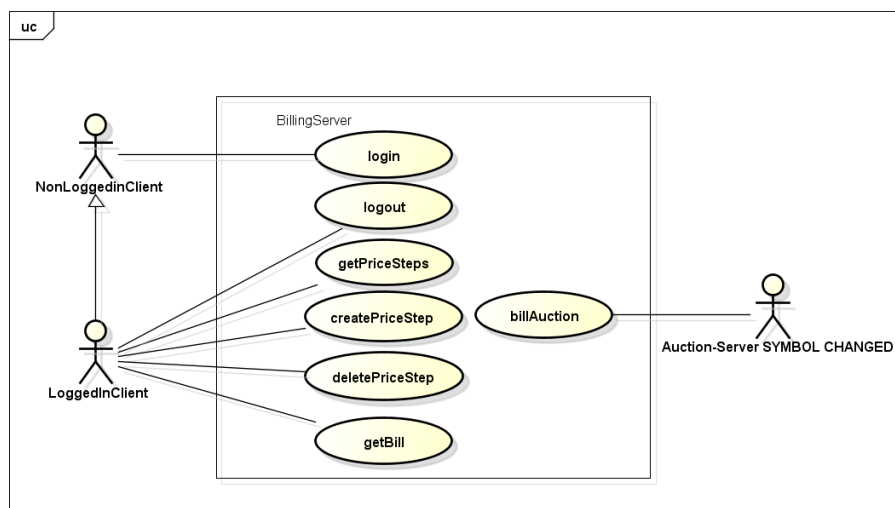 uc
BillingServer
login
NonLoggedinClient
logout
getPriceSteps
createPriceStep
billAuction
Auction-Server SYMBOL CHANGED
deletePriceStep
LoggedInClient
getBill